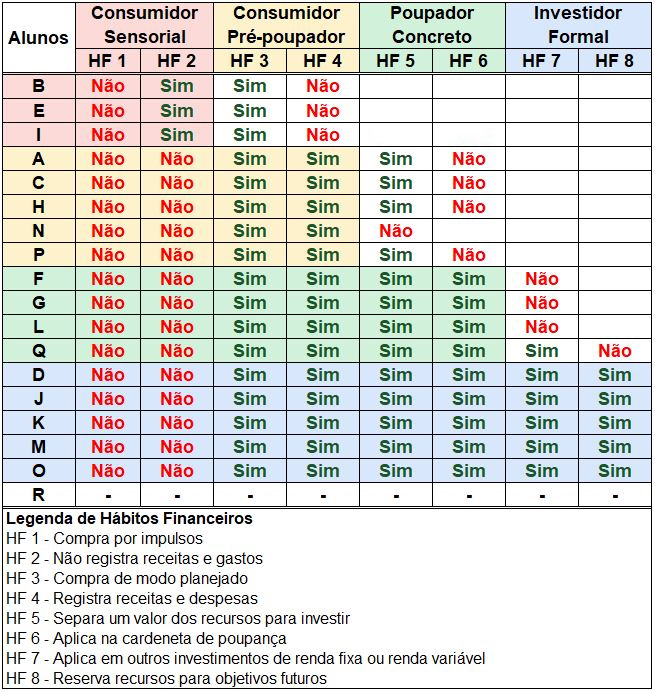 Alunos Consumidor Sensorial Consumidor Pré-poupador Poupador Concreto Investidor Formal
HF 1 HF 2 HF 3 HF 4 HF 5 HF 6 HF 7 HF 8
B Não Sim Sim Não
E Não Sim Sim Não
I Não Sim Sim Não
A Não Não Sim Sim Sim Não
C Não Não Sim Sim Sim Não
H Não Não Sim Sim Sim Não
N Não Não Sim Sim Não
P Não Não Sim Sim Sim Não
F Não Não Sim Sim Sim Sim Não
G Não Não Sim Sim Sim Sim Não
L Não Não Sim Sim Sim Sim Não
Q Não Não Sim Sim Sim Sim Sim Não
D Não Não Sim Sim Sim Sim Sim Sim
J Não Não Sim Sim Sim Sim Sim Sim
K Não Não Sim Sim Sim Sim Sim Sim
M Não Não Sim Sim Sim Sim Sim Sim
O Não Não Sim Sim Sim Sim Sim Sim
R - - - - - - - -
Legenda de Hábitos Financeiros
HF 1 - Compra por impulsos
HF 2 - Não registra receitas e gastos
HF 3 - Compra de modo planejado
HF 4 - Registra receitas e despesas
HF 5 - Separa um valor dos recursos para investir
HF 6 - Aplica na cardeneta de poupança
HF 7 - Aplica em outros investimentos de renda fixa ou renda variável
HF 8 - Reserva recursos para objetivos futuros